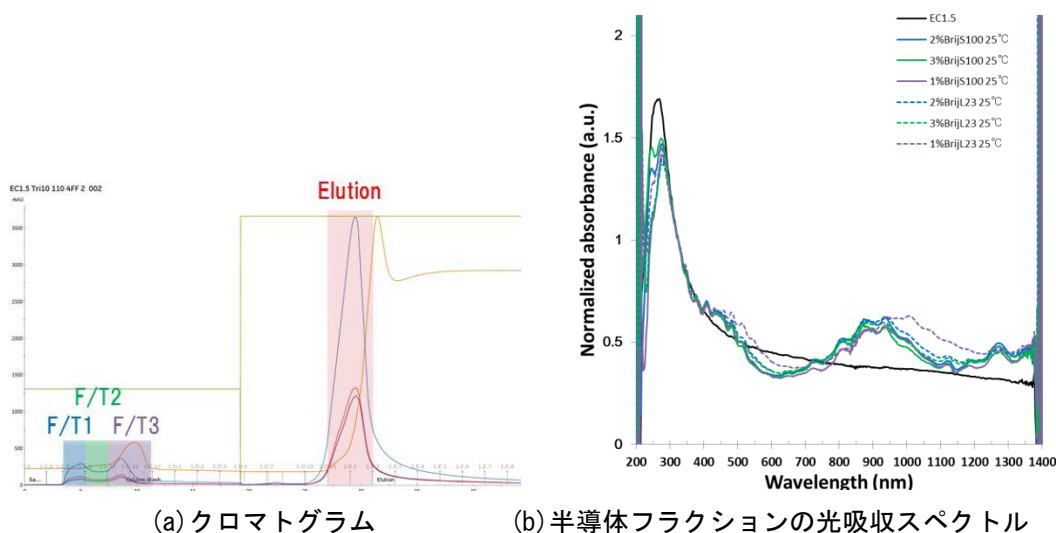 EC1.5 Tri10 110 4FF 2 002
mAU
3500
3000
2500
2000
1500
1000
500
0
F/T1
F/T2
F/T3
Elution
Elution
(a)クロマトグラム
EC1.5
2%BrijS100 25℃
3%BrijS100 25℃
1%BrijS100 25℃
2%BrijL23 25℃
3%BrijL23 25℃
1%BrijL23 25℃
Normalized absorbance (a.u.)
2
1.5
1
0.5
0
200 300 400 500 600 700 800 900 1000 1100 1200 1300 1400
Wavelength (nm)
(b)半導体フラクションの光吸収スペクトル